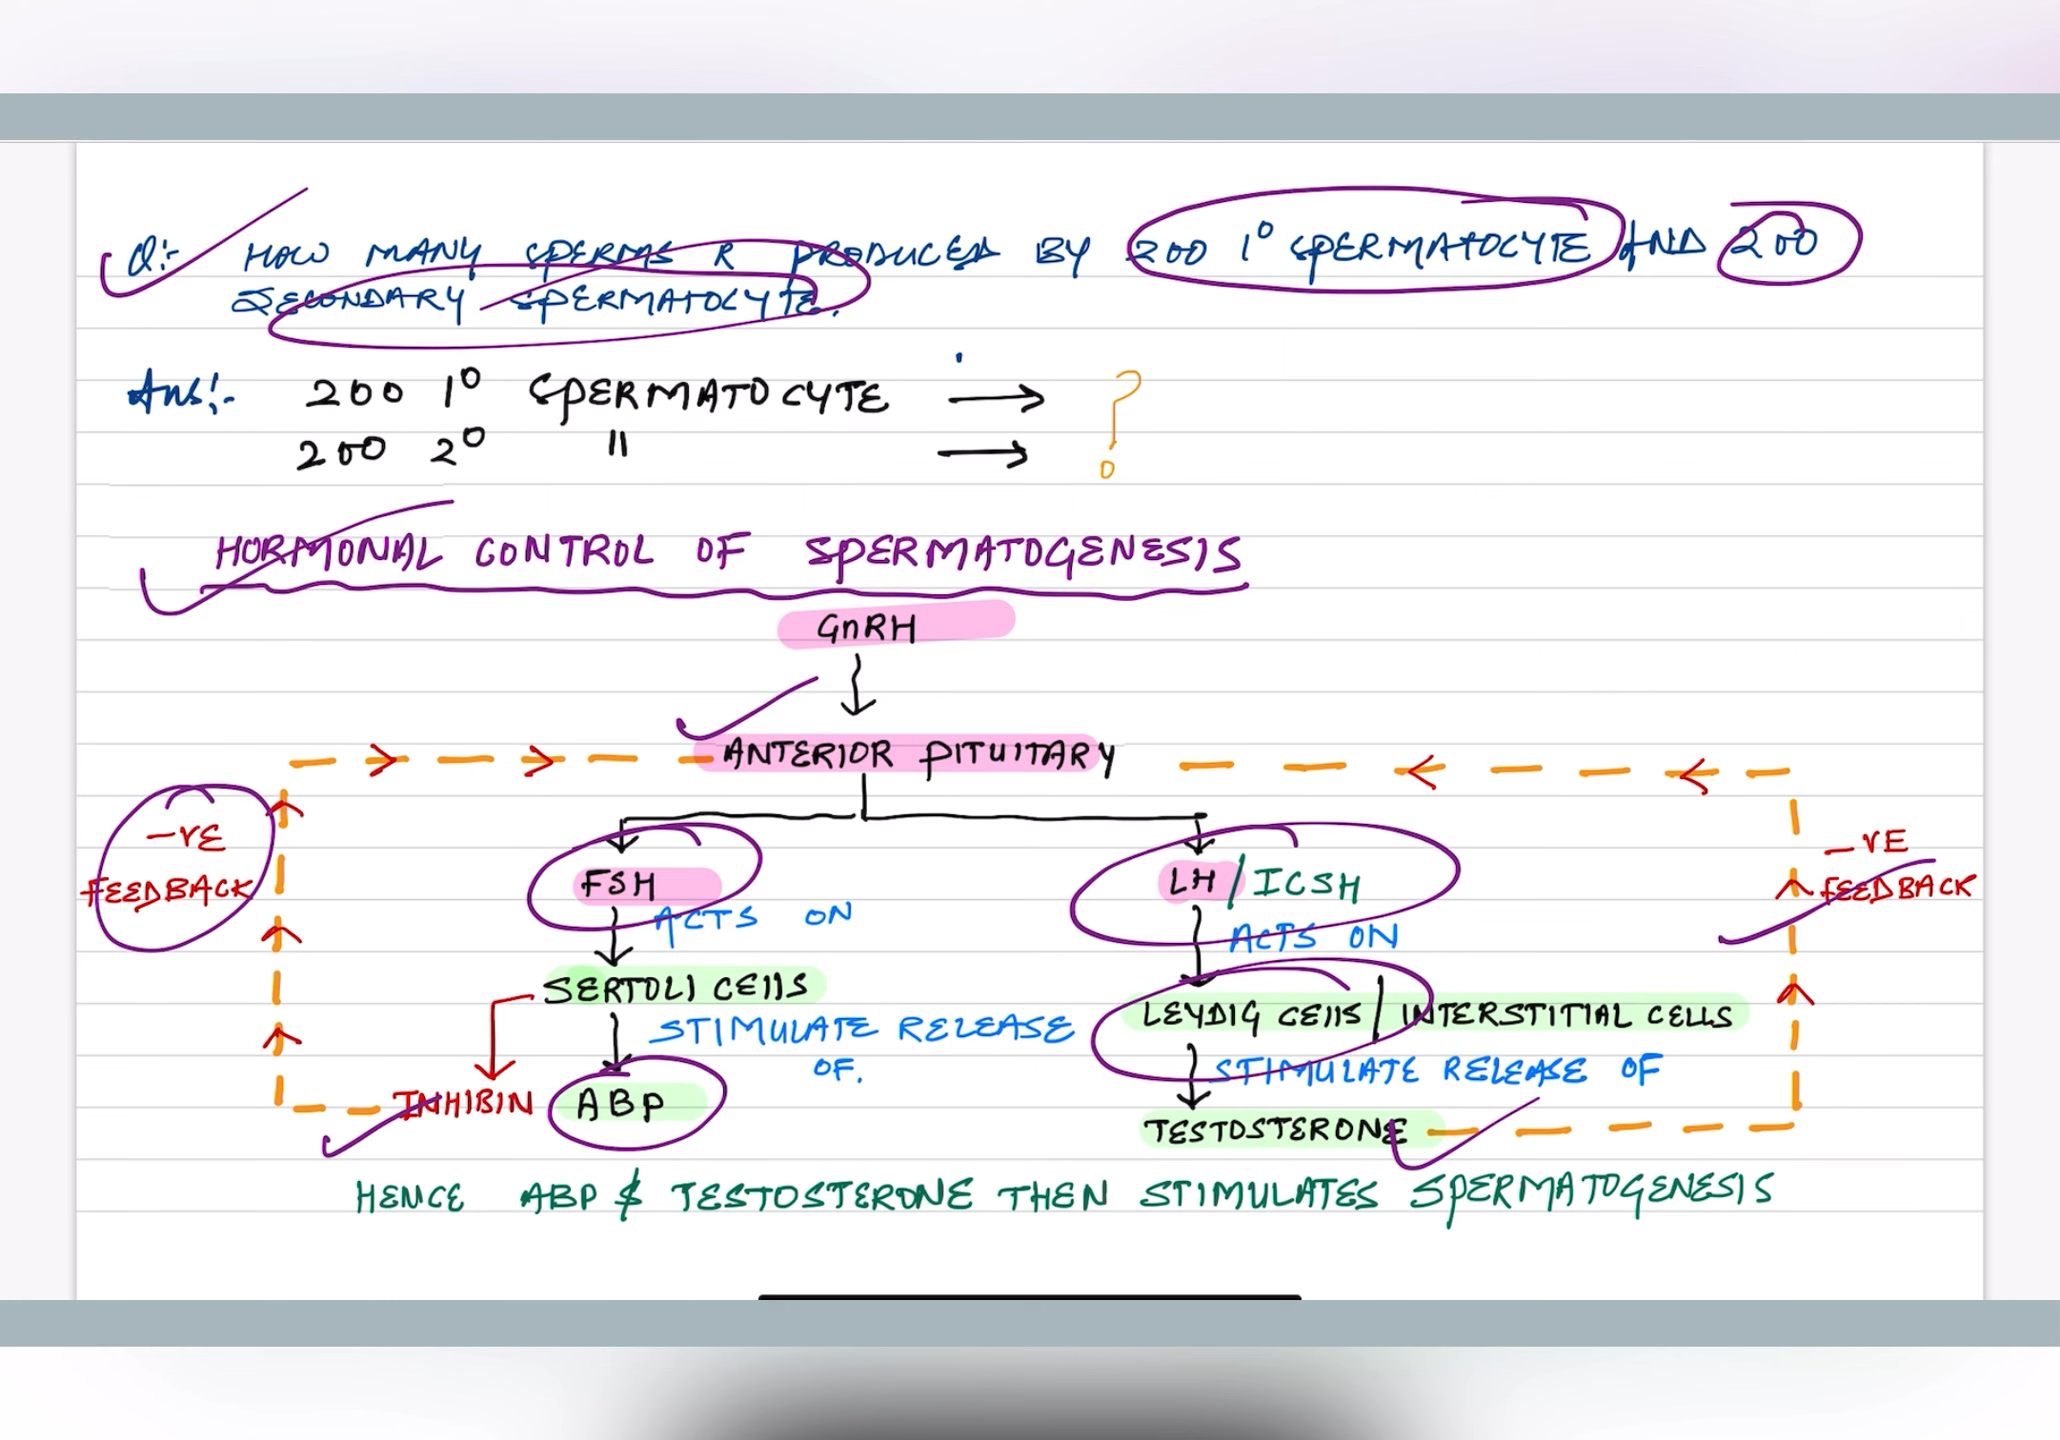 Q:- HOW MANY SPERMS R PRODUCED BY 200 1° SPERMATOCYTE AND 200
SECONDARY SPERMATOCYTE.
Ans:- 200 1° SPERMATOCYTE → ?
200 2° " →
HORMONAL CONTROL OF SPERMATOGENESIS
GnRH
ANTERIOR PITUITARY
-VE
FEEDBACK
FSH
LH/ICSH
-VE
FEEDBACK
ACTS ON
ACTS ON
SERTOLI CEllS
LEYDIG CEllS / INTERSTITIAL CELLS
STIMULATE RELEASE
OF.
STIMULATE RELEASE OF
INHIBIN
ABP
TESTOSTERONE
HENCE ABP & TESTOSTERONE THEN STIMULATES SPERMATOGENESIS